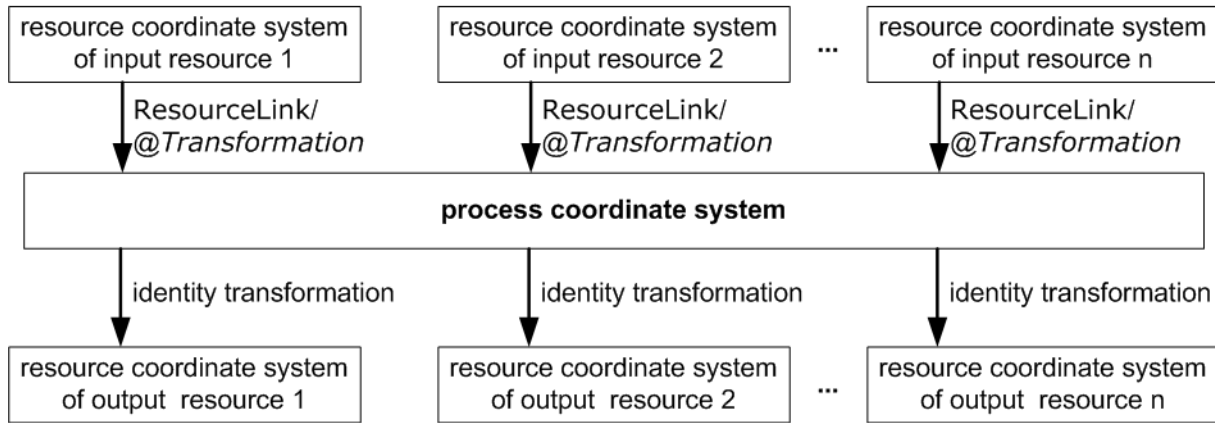 resource coordinate system
of input resource 1
resource coordinate system
of input resource 2
...
resource coordinate system
of input resource n
ResourceLink/
@Transformation
ResourceLink/
@Transformation
ResourceLink/
@Transformation
process coordinate system
identity transformation
identity transformation
identity transformation
resource coordinate system
of output resource 1
resource coordinate system
of output resource 2
...
resource coordinate system
of output resource n